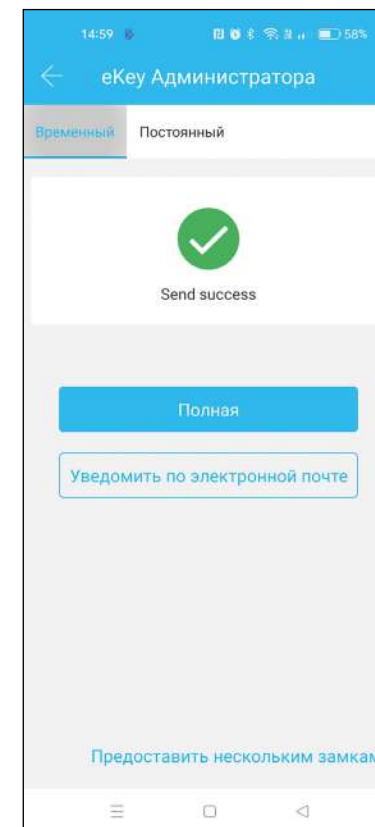 14:59 58%
eKey Администратора
Временный Постоянный
Send success
Полная
Уведомить по электронной почте
Предоставить нескольким замкам